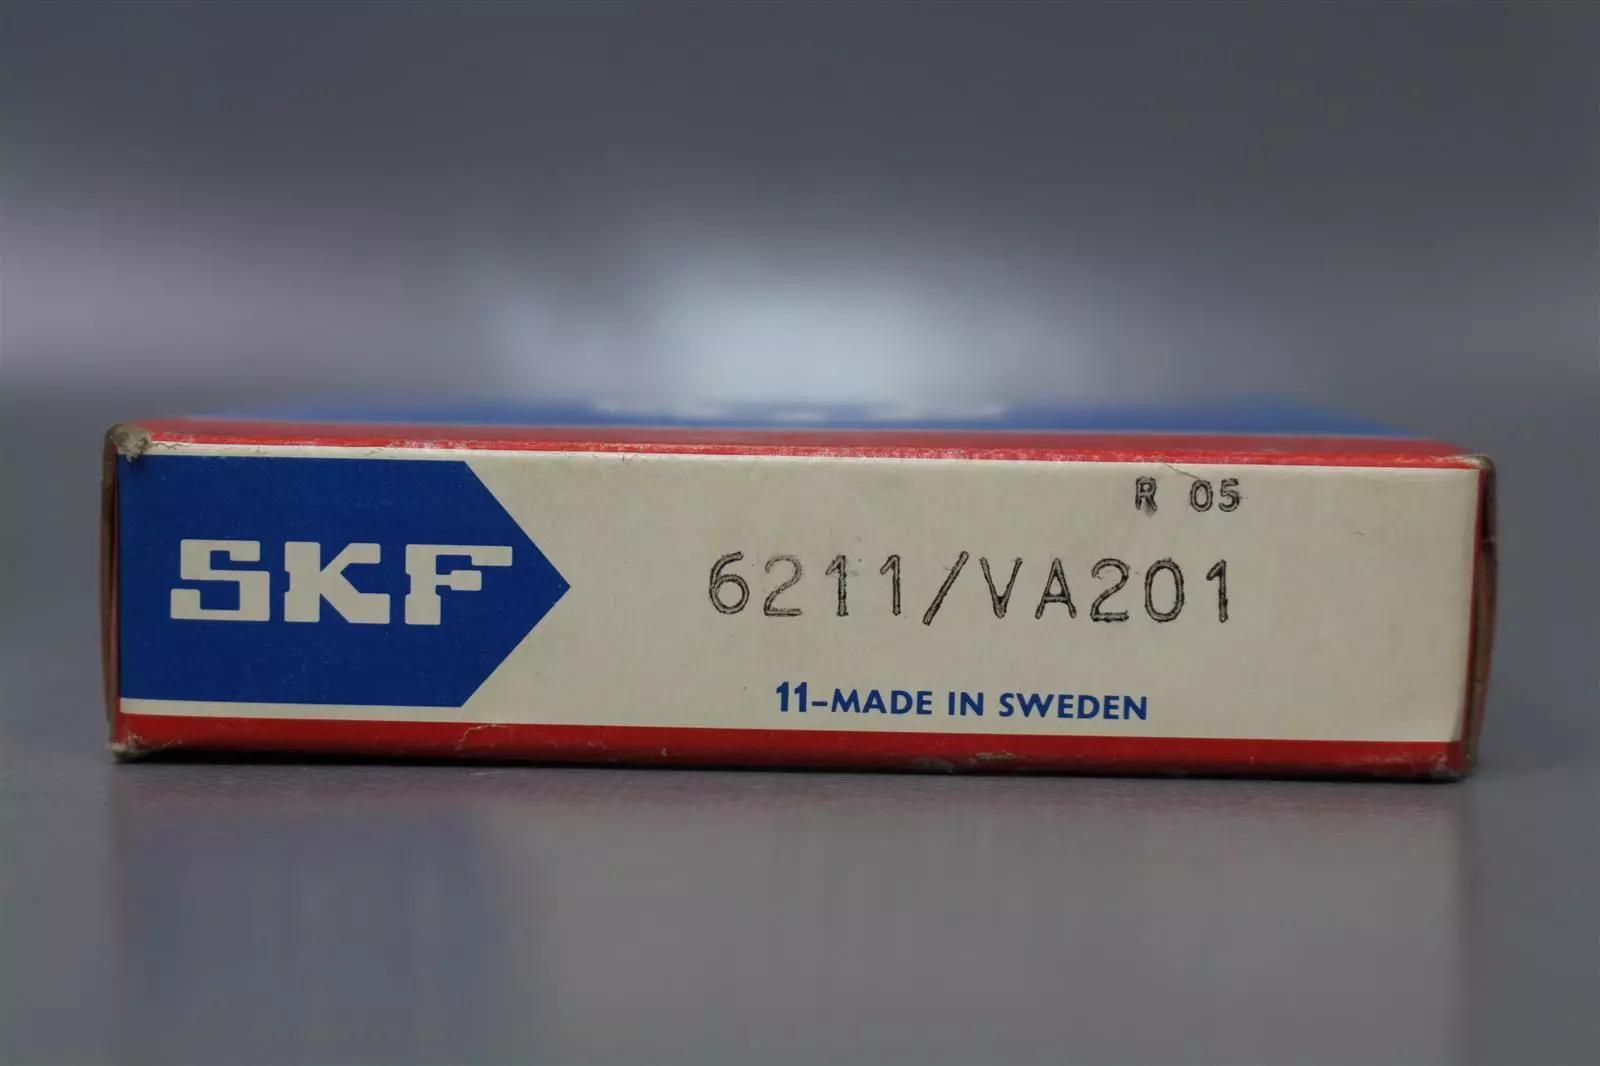 SKF
R 05
6211/VA201
11-MADE IN SWEDEN